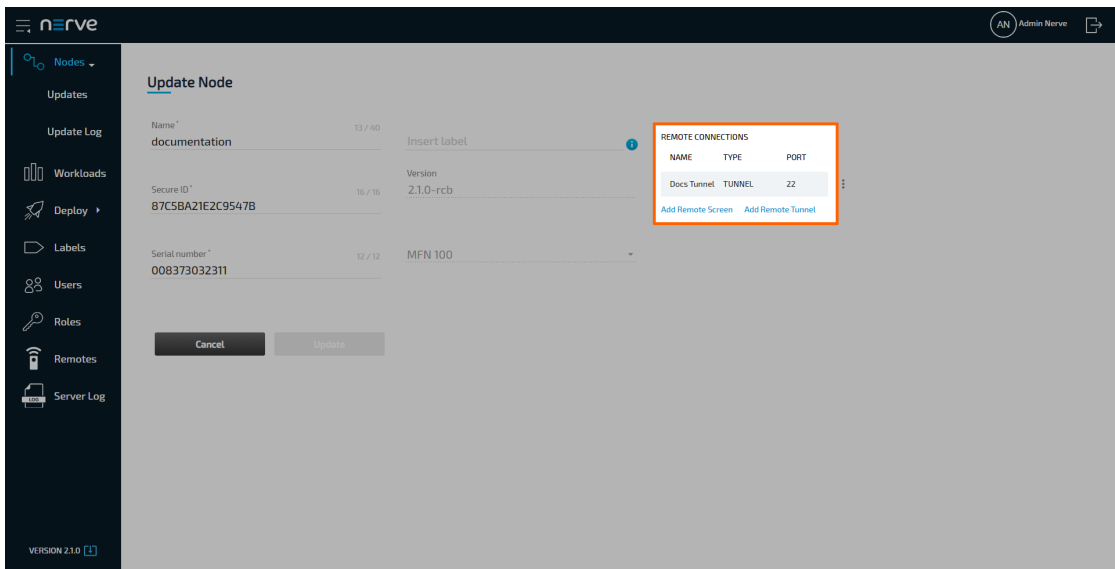 nerve
AN Admin Nerve
Nodes
Updates
Update Log
Workloads
Deploy
Labels
Users
Roles
Remotes
LOG Server Log
VERSION 2.1.0
Update Node
Name* 13 / 40
documentation
Insert label
Secure ID* 16 / 16
87C5BA21E2C9547B
Version
2.1.0-rcb
Serial number* 12 / 12
008373032311
MFN 100
Cancel Update
REMOTE CONNECTIONS
NAME TYPE PORT
Docs Tunnel TUNNEL 22
Add Remote Screen Add Remote Tunnel